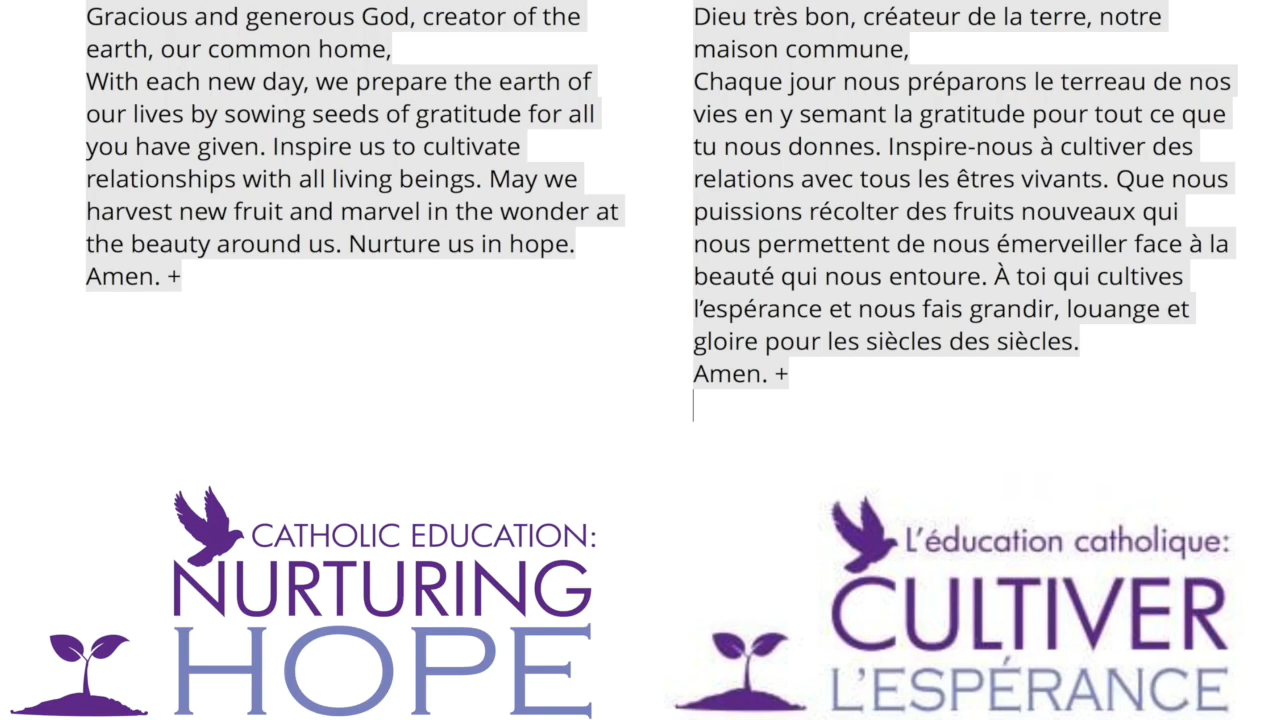 Gracious and generous God, creator of the
earth, our common home,
With each new day, we prepare the earth of
our lives by sowing seeds of gratitude for all
you have given. Inspire us to cultivate
relationships with all living beings. May we
harvest new fruit and marvel in the wonder at
the beauty around us. Nurture us in hope.
Amen. +
CATHOLIC EDUCATION:
NURTURING
HOPE
Dieu très bon, créateur de la terre, notre
maison commune,
Chaque jour nous préparons le terreau de nos
vies en y semant la gratitude pour tout ce que
tu nous donnes. Inspire-nous à cultiver des
relations avec tous les êtres vivants. Que nous
puissions récolter des fruits nouveaux qui
nous permettent de nous émerveiller face à la
beauté qui nous entoure. À toi qui cultives
l’espérance et nous fais grandir, louange et
gloire pour les siècles des siècles.
Amen. +
L’éducation catholique:
CULTIVER
L’ESPÉRANCE